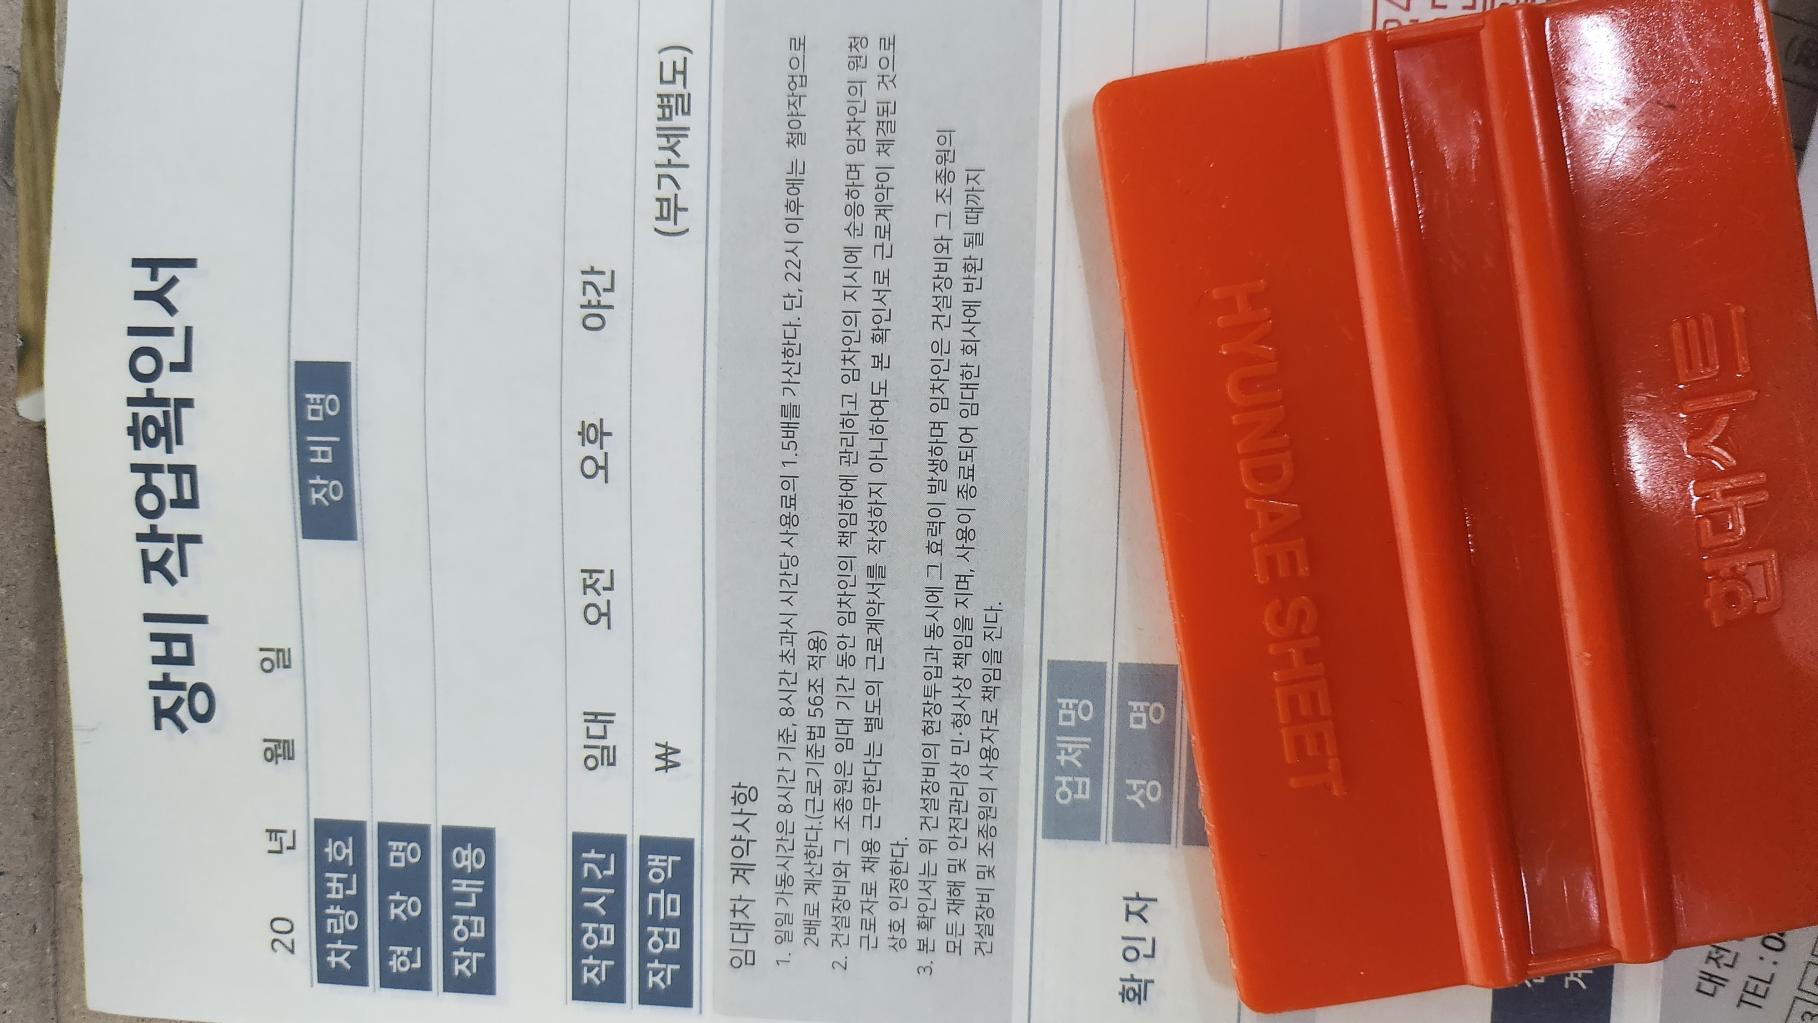 장비 작업확인서
20 년 월 일
차량번호 장비명
현장명
작업내용
작업시간 일대 오전 오후 야간
작업금액 ₩ (부가세별도)
임대차 계약사항
1. 일일 가동시간은 8시간 기준, 8시간 초과시 시간당 사용료의 1.5배를 가산한다. 단, 22시 이후에는 철야작업으로
2배로 계산한다.(근로기준법 56조 적용)
2. 건설장비와 그 조종원은 임대 기간 동안 임차인의 책임하에 관리하고 임차인의 지시에 순응하며 임차인의 원청
근로자로 채용 근무한다는 별도의 근로계약서를 작성하지 아니하여도 본 확인서로 근로계약이 체결된 것으로
상호 인정한다.
3. 본 확인서는 위 건설장비의 현장투입과 동시에 그 효력이 발생하며 임차인은 건설장비와 그 조종원의
모든 재해 및 안전관리상 민·형사상 책임을 지며, 사용이 종료되어 임대한 회사에 반환 될 때까지
건설장비 및 조종원의 사용자로 책임을 진다.
업체명
확인자 성명
HYUNDAE SHEET
현대시트
대전
TEL : 04